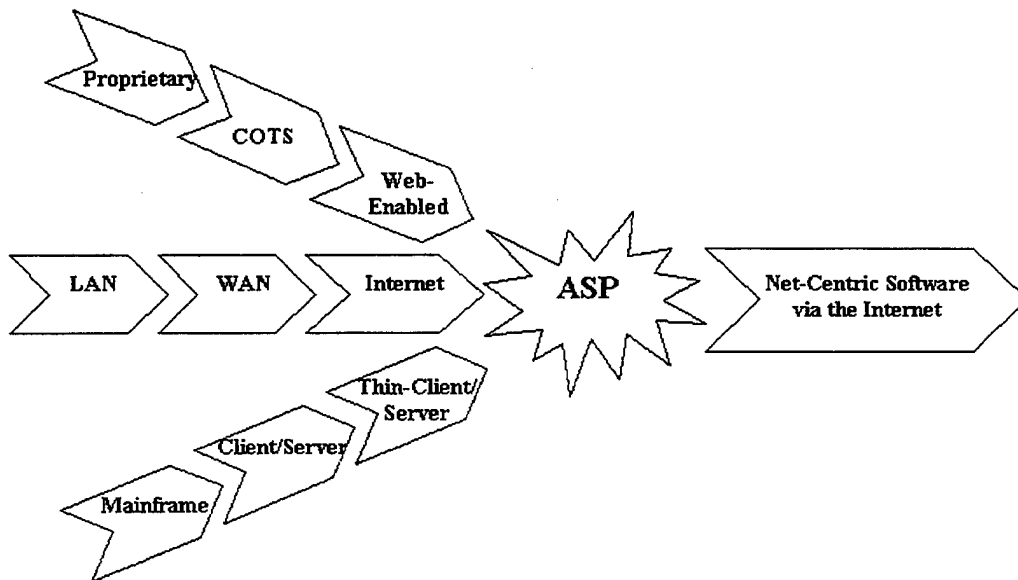 Proprietary
COTS
Web-
Enabled
LAN
WAN
Internet
ASP
Net-Centric Software
via the Internet
Thin-Client/
Server
Client/Server
Mainframe